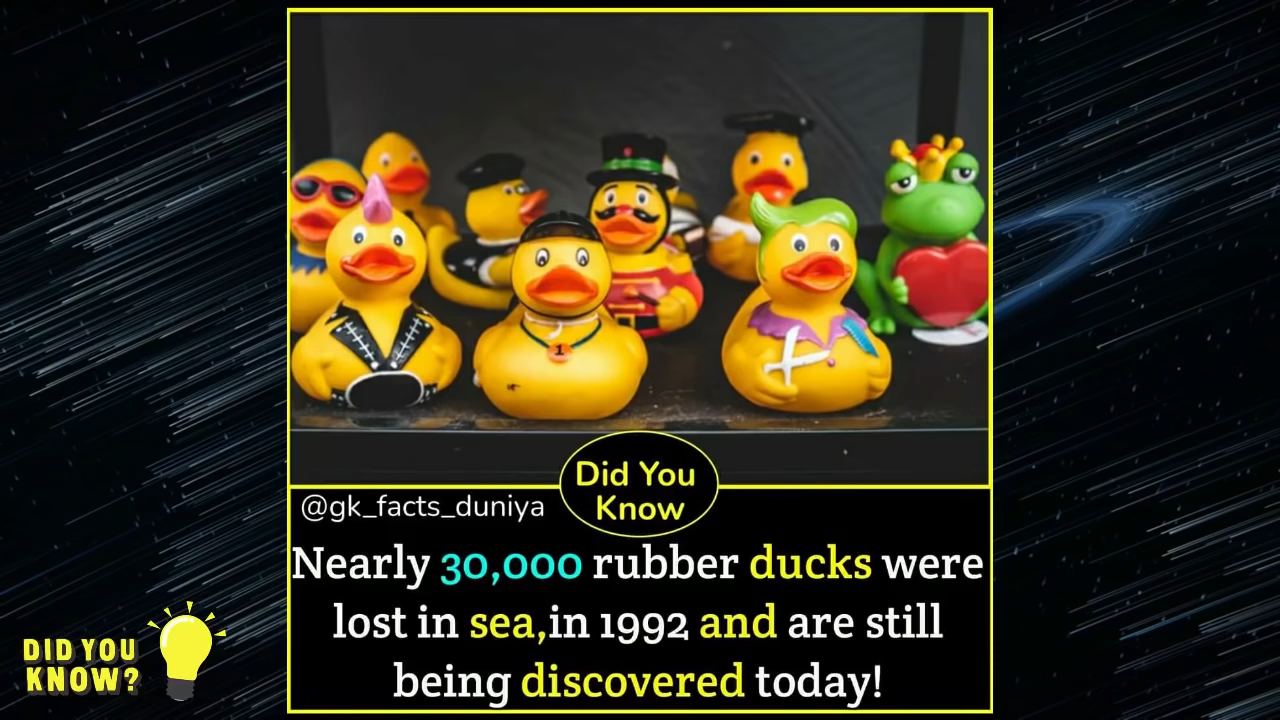 1
Did You
Know
@gk_facts_duniya
Nearly 30,000 rubber ducks were
lost in sea,in 1992 and are still
being discovered today!
DID YOU
KNOW?